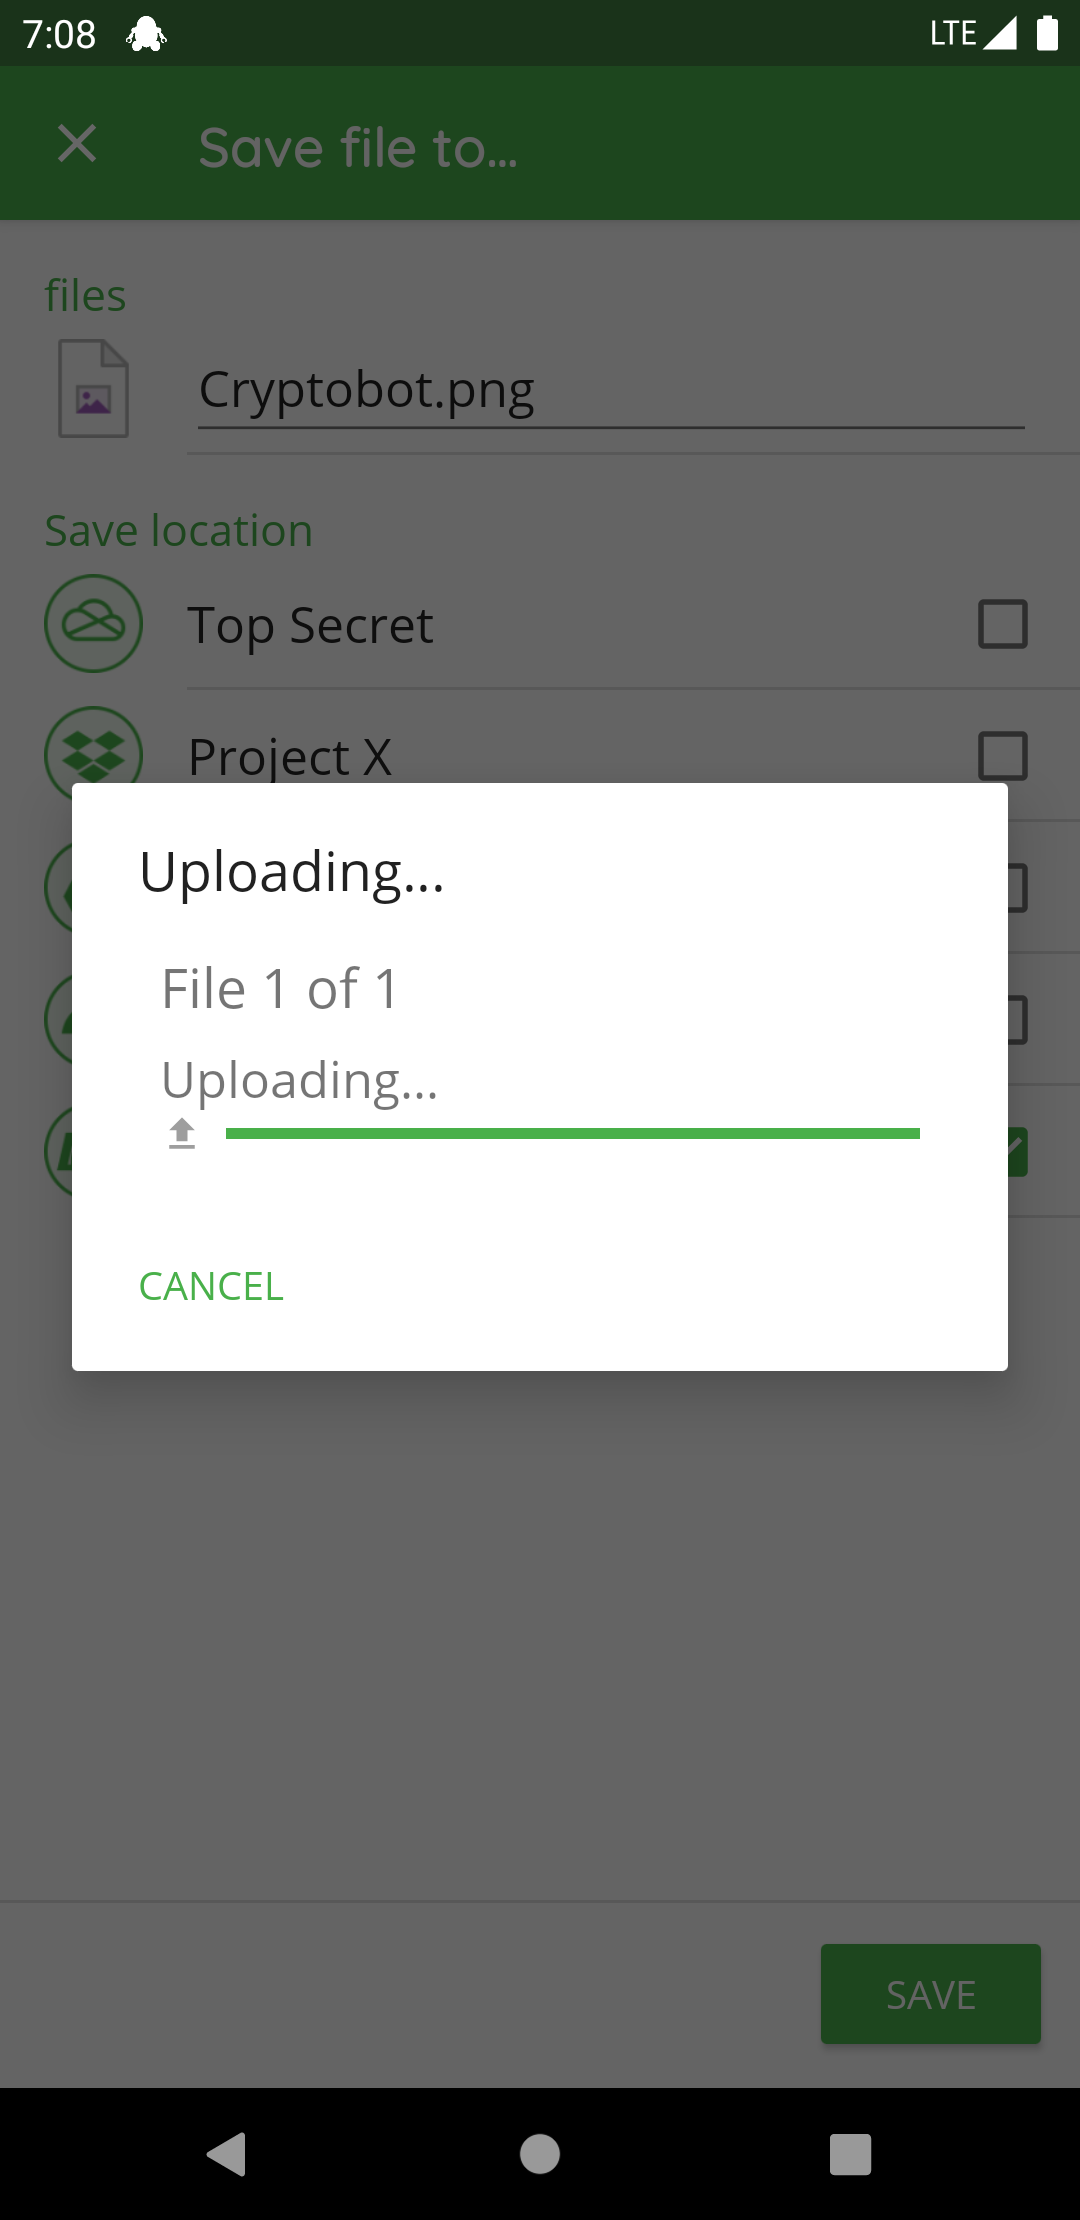 7:08
LTE
Save file to...
files
Cryptobot.png
Save location
Top Secret
Project X
Uploading...
File 1 of 1
Uploading...
CANCEL
SAVE